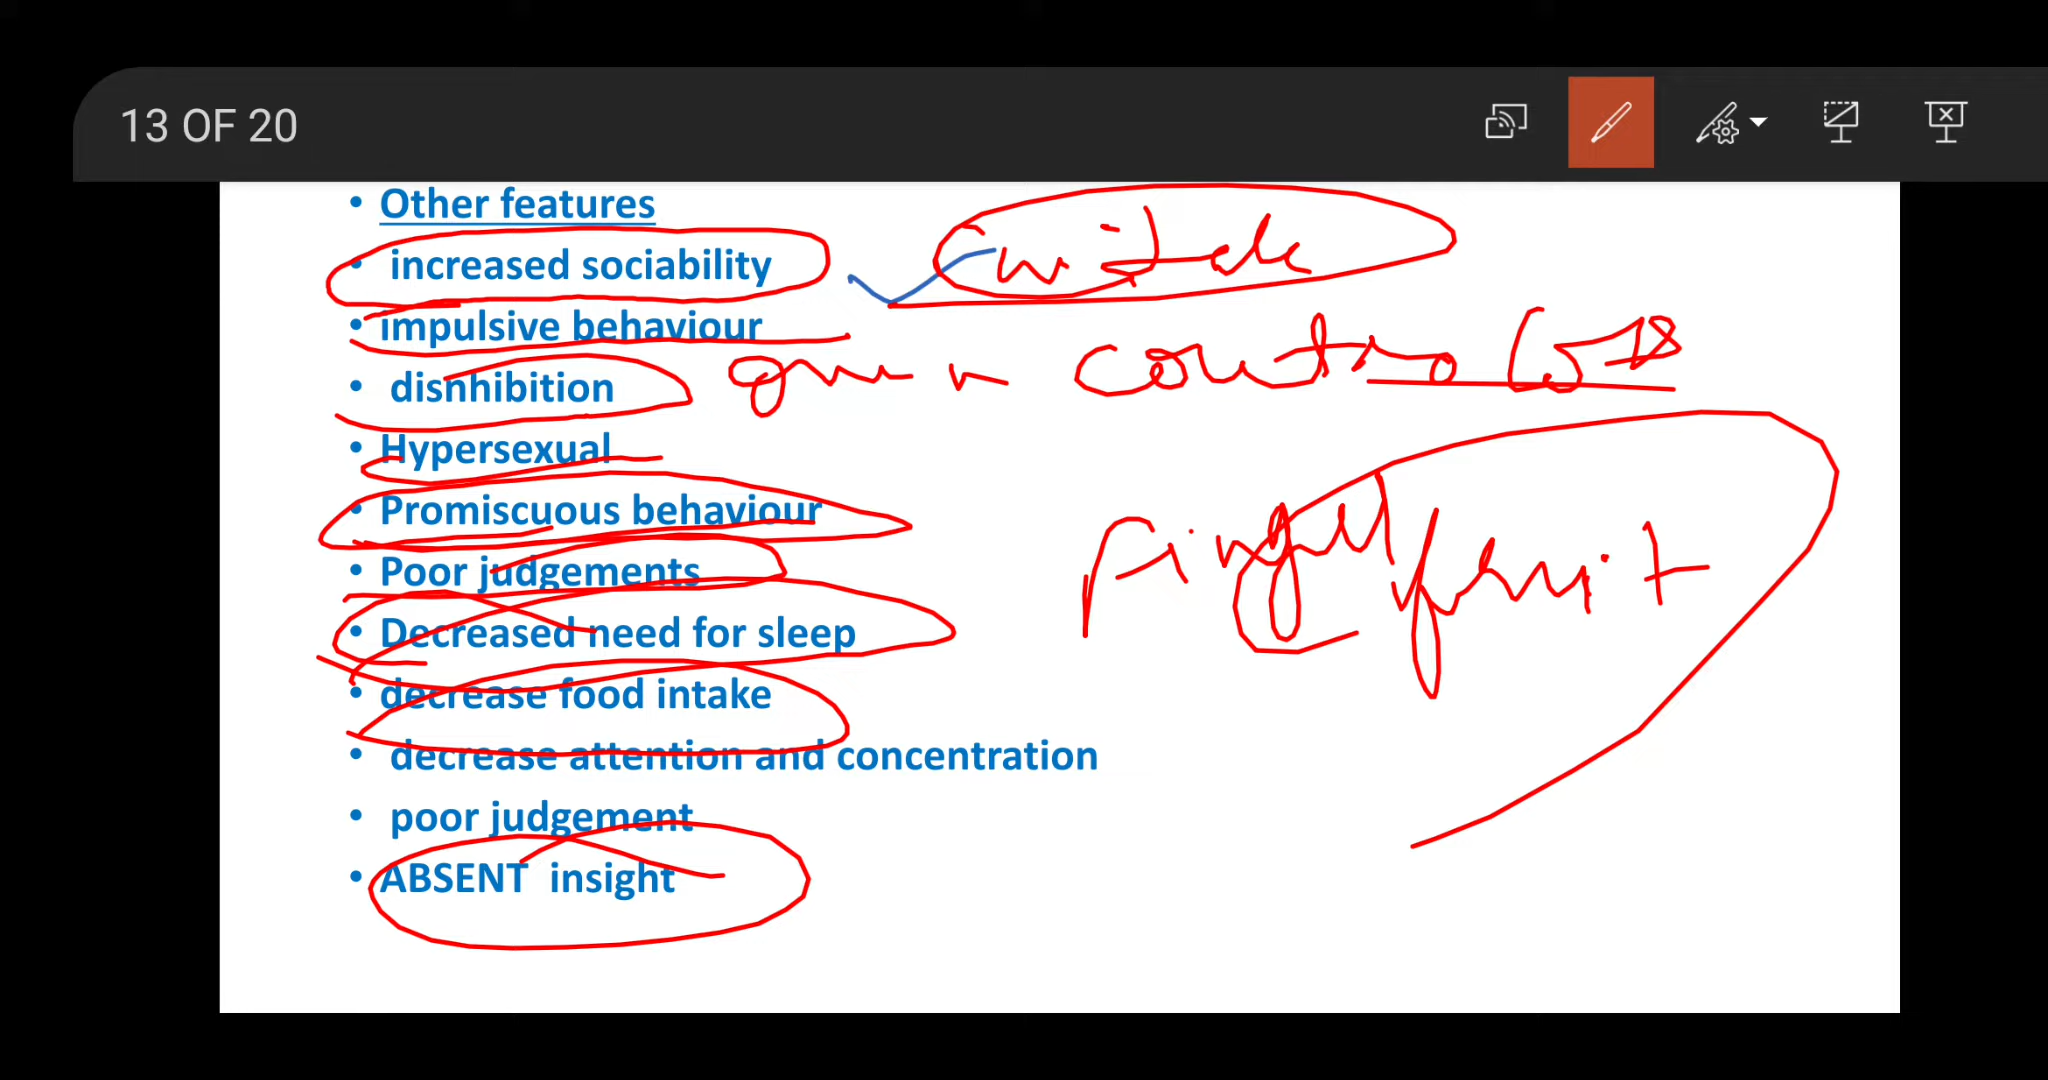 13 OF 20
• Other features
• increased sociability
• impulsive behaviour
• disnhibition
• Hypersexual
• Promiscuous behaviour
• Poor judgements
• Decreased need for sleep
• decrease food intake
• decrease attention and concentration
• poor judgement
• ABSENT insight